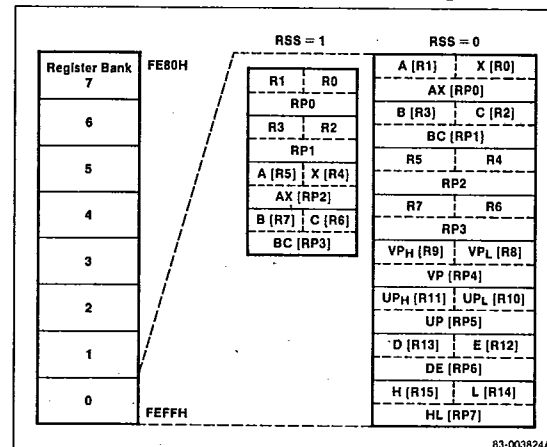 RSS = 1 RSS = 0
Register Bank
7
FE80H
6
5
4
3
2
1
0
FEFFH
R1 R0
RP0
R3 R2
RP1
A [R5] X [R4]
AX [RP2]
B [R7] C [R6]
BC [RP3]
A [R1] X [R0]
AX [RP0]
B [R3] C [R2]
BC [RP1]
R5 R4
RP2
R7 R6
RP3
VPH [R9] VPL [R8]
VP [RP4]
UPH [R11] UPL [R10]
UP [RP5]
D [R13] E [R12]
DE [RP6]
H [R15] L [R14]
HL [RP7]
83-003824A